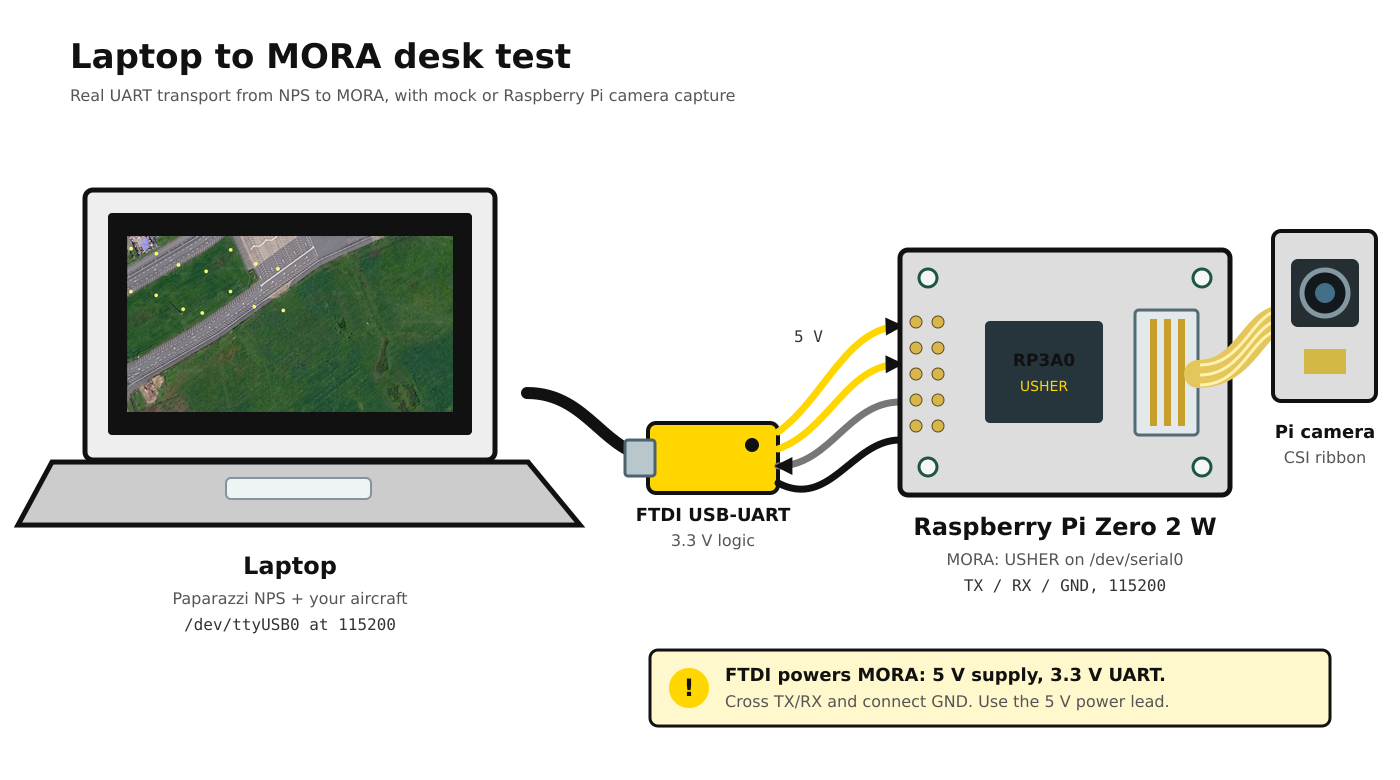 Laptop to MORA desk test
Real UART transport from NPS to MORA, with mock or Raspberry Pi camera capture
5 V
RP3A0
USHER
Pi camera
CSI ribbon
FTDI USB-UART
3.3 V logic
Raspberry Pi Zero 2 W
MORA: USHER on /dev/serial0
TX / RX / GND, 115200
Laptop
Paparazzi NPS + your aircraft
/dev/ttyUSB0 at 115200
!
FTDI powers MORA: 5 V supply, 3.3 V UART.
Cross TX/RX and connect GND. Use the 5 V power lead.